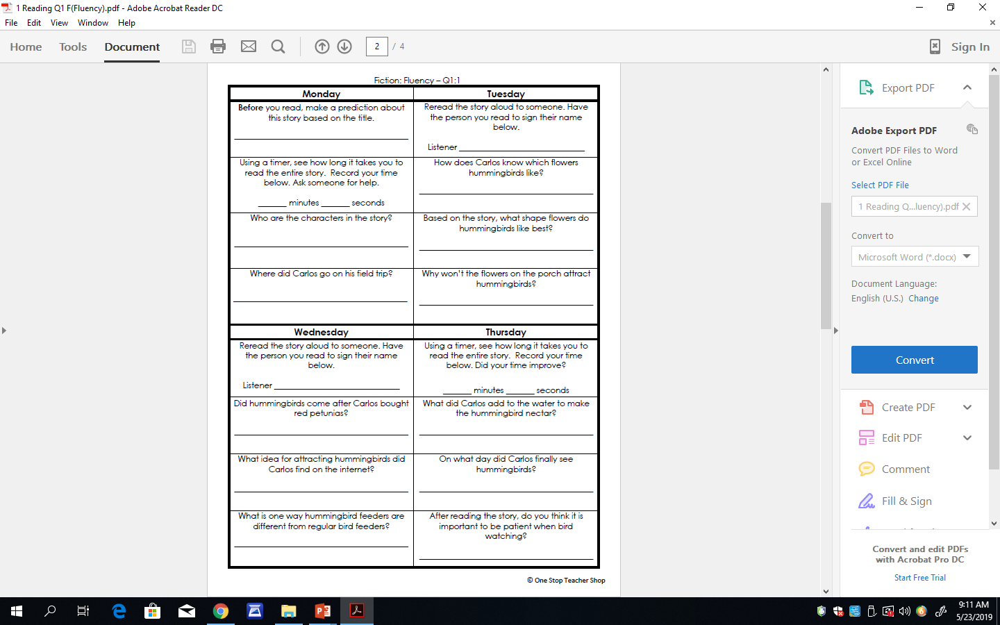 1 Reading Q1 F(Fluency).pdf - Adobe Acrobat Reader DC
File Edit View Window Help
Home Tools Document 2 / 4 Sign In
Fiction: Fluency – Q1:1
Monday
Before you read, make a prediction about
this story based on the title.
Using a timer, see how long it takes you to
read the entire story. Record your time
below. Ask someone for help.
______ minutes ______ seconds
Who are the characters in the story?
Where did Carlos go on his field trip?
Tuesday
Reread the story aloud to someone. Have
the person you read to sign their name
below.
Listener ___________________________
How does Carlos know which flowers
hummingbirds like?
Based on the story, what shape flowers do
hummingbirds like best?
Why won't the flowers on the porch attract
hummingbirds?
Wednesday
Reread the story aloud to someone. Have
the person you read to sign their name
below.
Listener ___________________________
Did hummingbirds come after Carlos bought
red petunias?
What idea for attracting hummingbirds did
Carlos find on the internet?
What is one way hummingbird feeders are
different from regular bird feeders?
Thursday
Using a timer, see how long it takes you to
read the entire story. Record your time
below. Did your time improve?
______ minutes ______ seconds
What did Carlos add to the water to make
the hummingbird nectar?
On what day did Carlos finally see
hummingbirds?
After reading the story, do you think it is
important to be patient when bird
watching?
© One Stop Teacher Shop
Export PDF
Adobe Export PDF
Convert PDF Files to Word
or Excel Online
Select PDF File
1 Reading Q...luency).pdf
Convert to
Microsoft Word (*.docx)
Document Language:
English (U.S.) Change
Convert
Create PDF
Edit PDF
Comment
Fill & Sign
Convert and edit PDFs
with Acrobat Pro DC
Start Free Trial
9:11 AM
5/23/2019